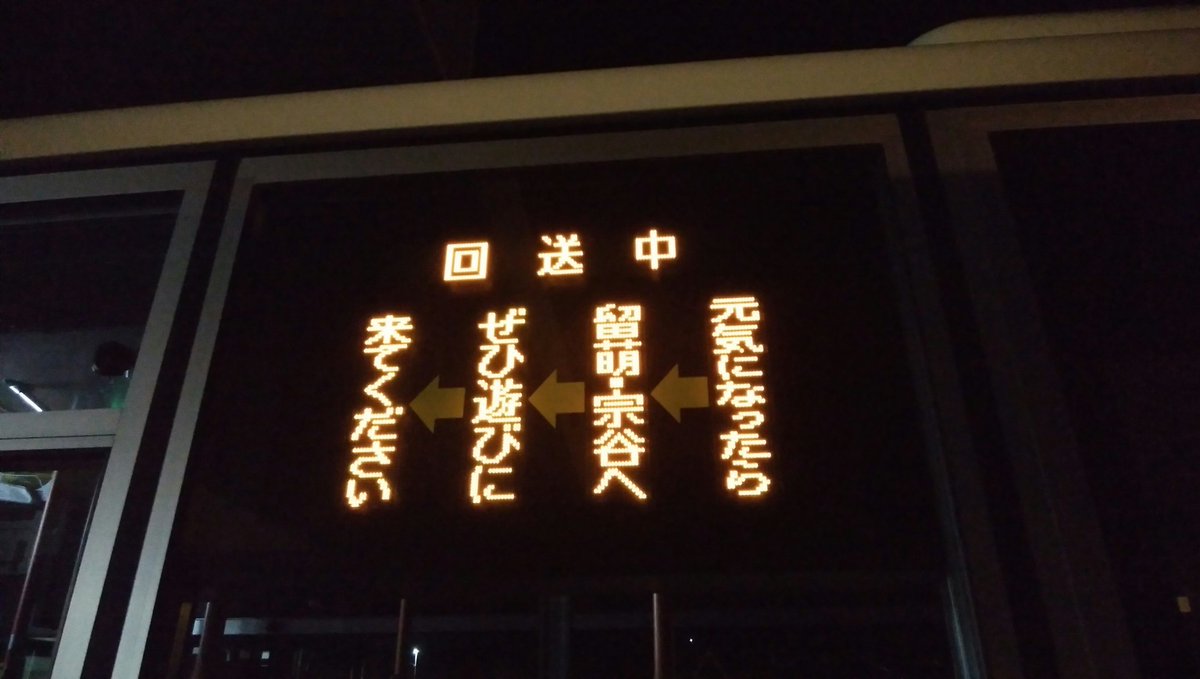 回送中
元気になったら
留萌・宗谷へ
ぜひ遊びに
来てください